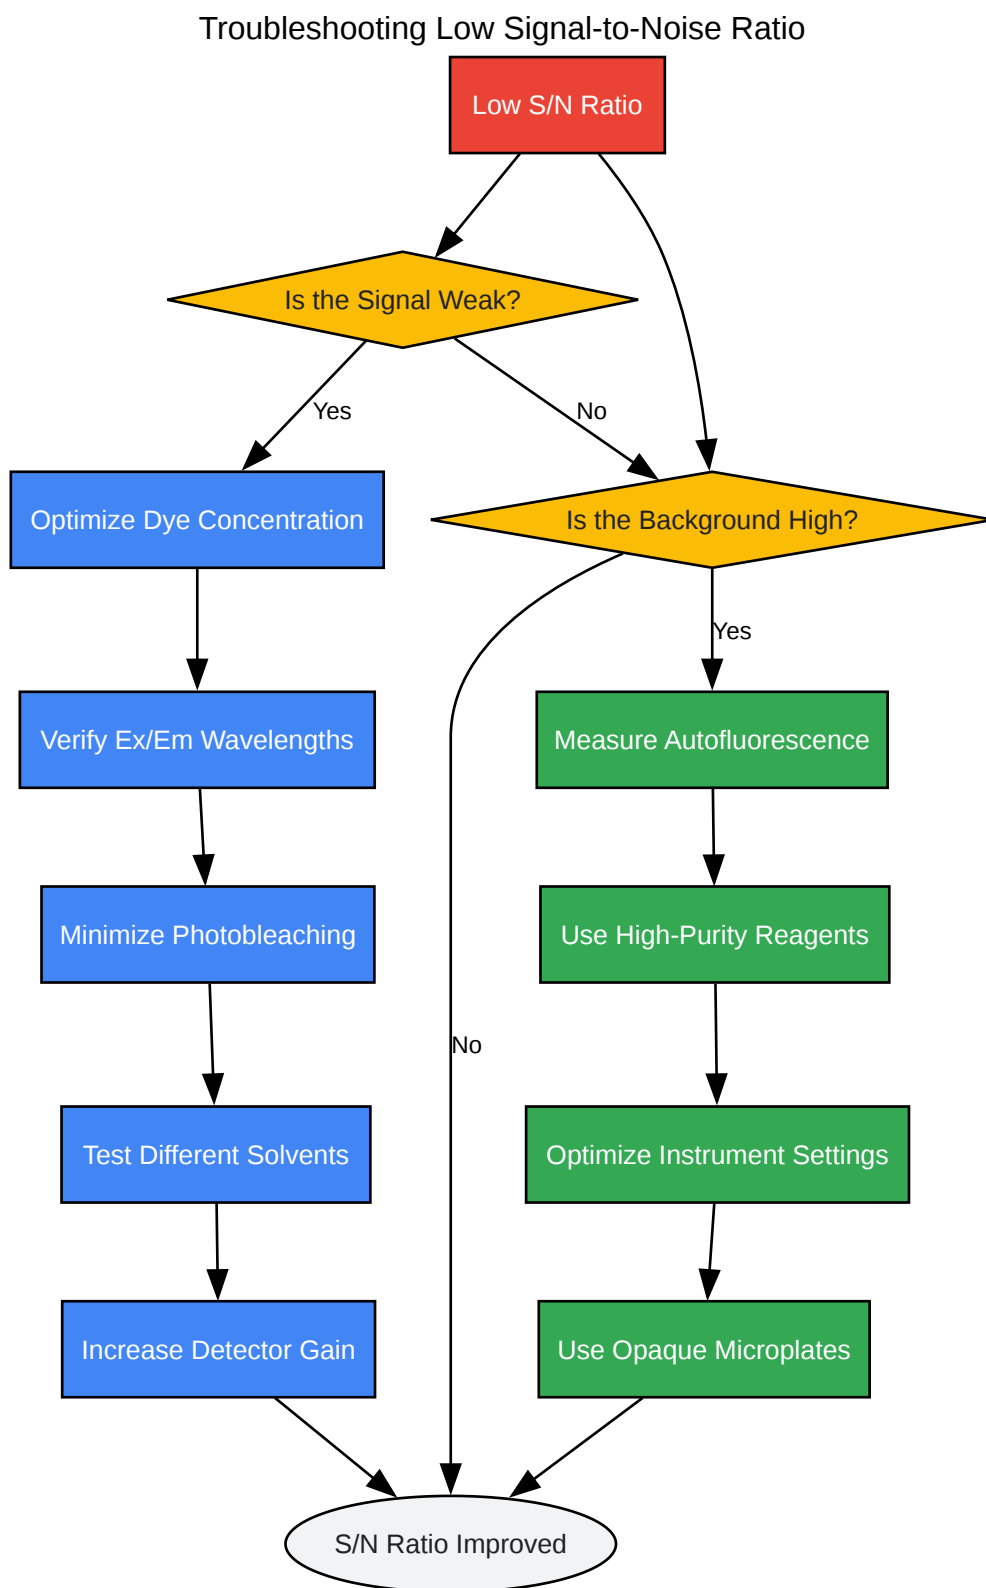 Troubleshooting Low Signal-to-Noise Ratio
Low S/N Ratio
Is the Signal Weak?
Yes
No
Optimize Dye Concentration
Is the Background High?
Yes
Verify Ex/Em Wavelengths
Measure Autofluorescence
Minimize Photobleaching
Use High-Purity Reagents
No
Test Different Solvents
Optimize Instrument Settings
Increase Detector Gain
Use Opaque Microplates
S/N Ratio Improved